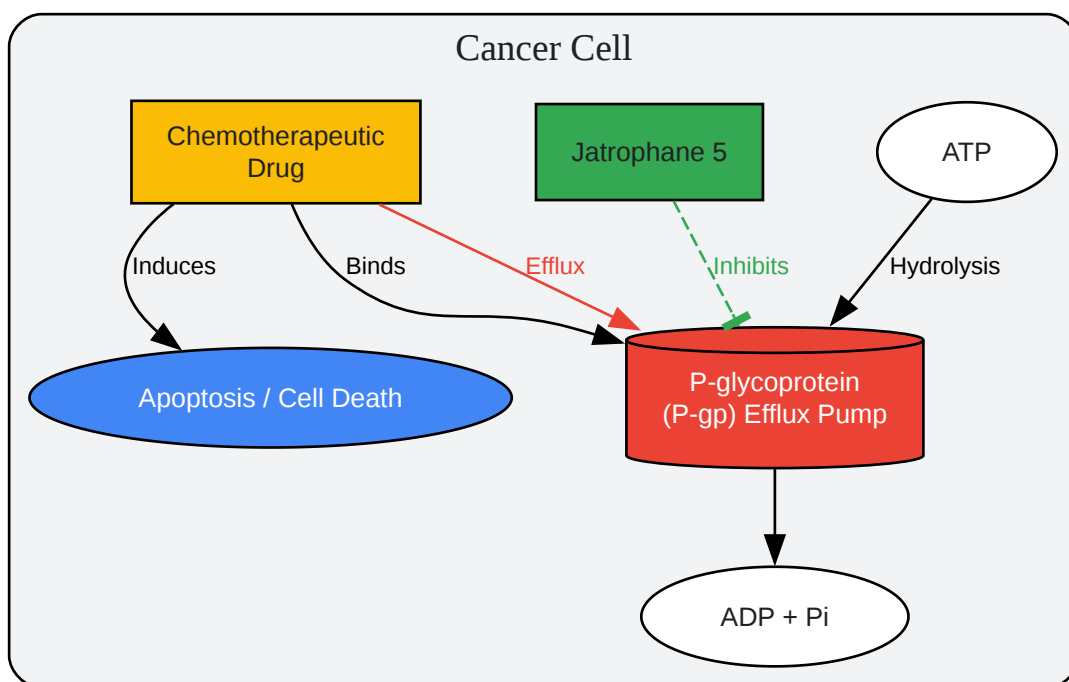 Cancer Cell
Chemotherapeutic
Drug
Jatrophane 5
ATP
Induces
Binds
Efflux
Inhibits
Hydrolysis
Apoptosis / Cell Death
P-glycoprotein
(P-gp) Efflux Pump
ADP + Pi